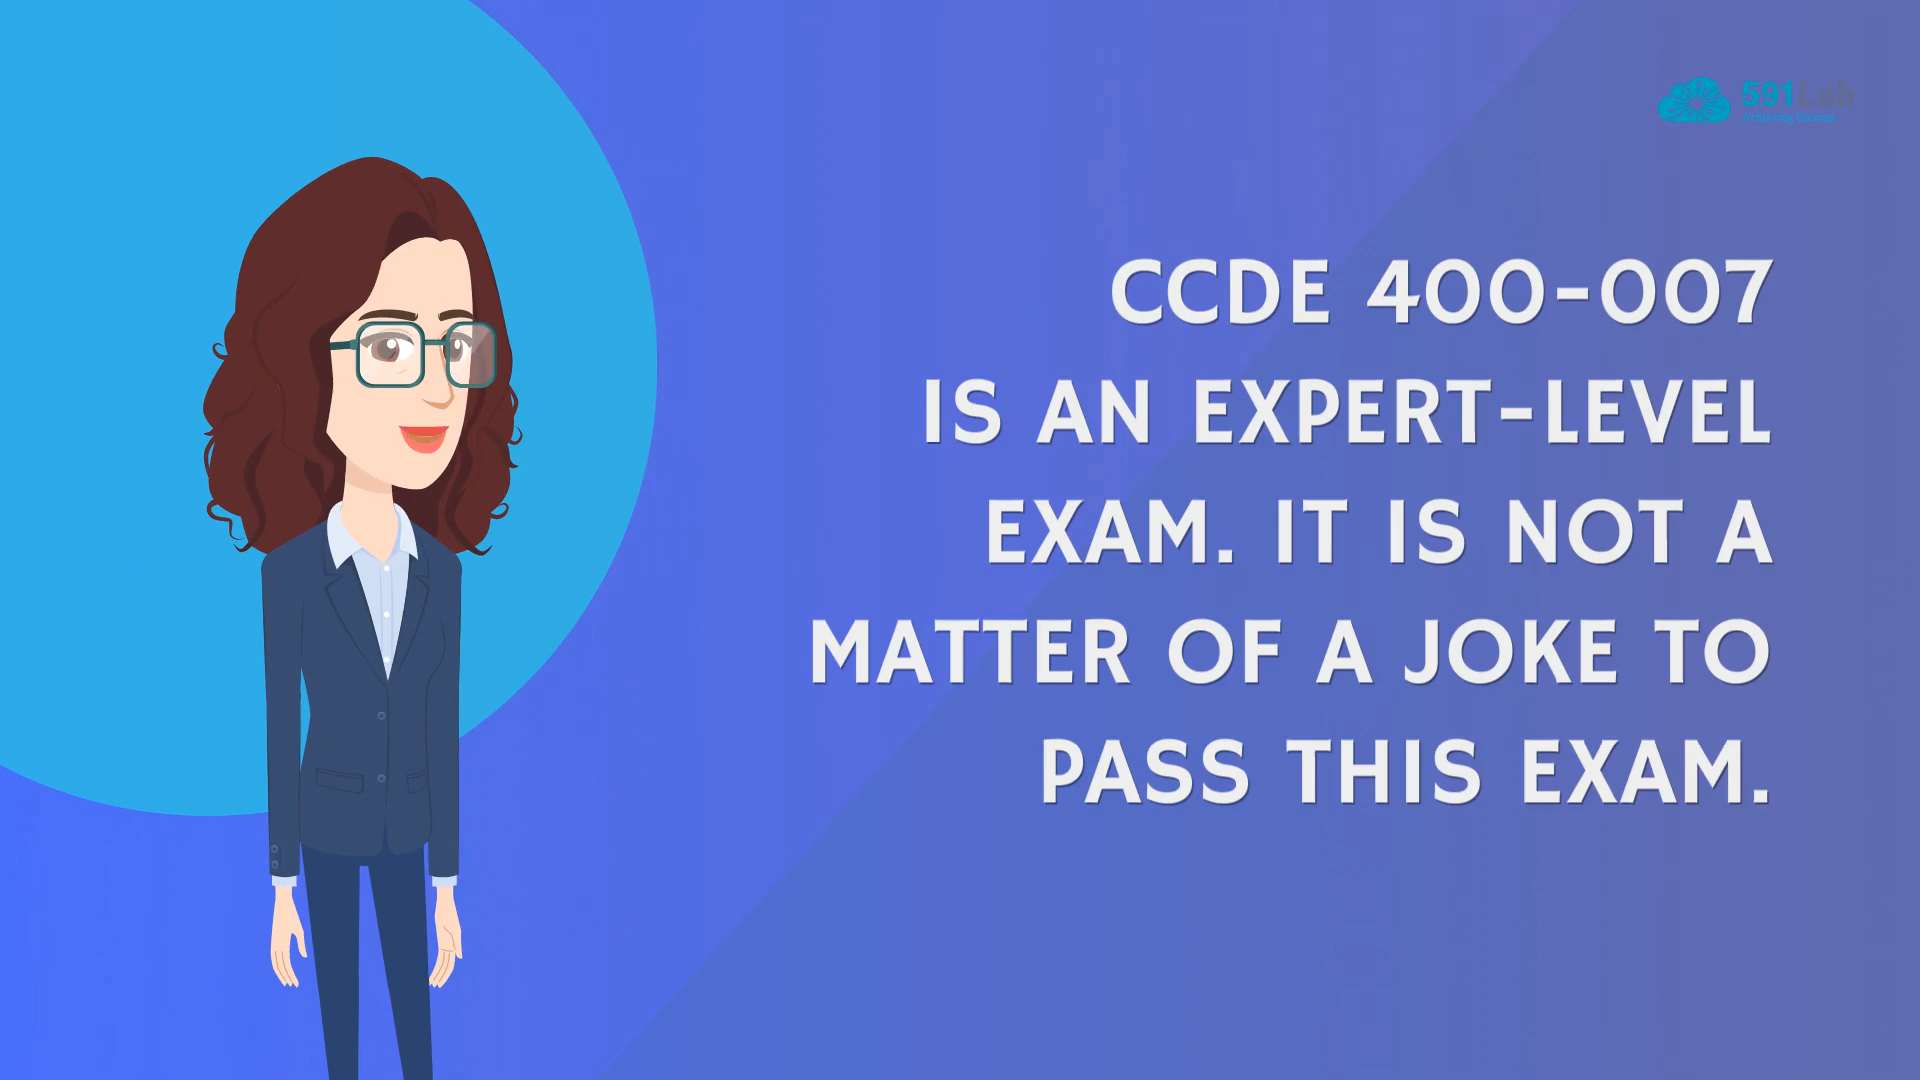 591Lab
CCDE 400-007
IS AN EXPERT-LEVEL
EXAM. IT IS NOT A
MATTER OF A JOKE TO
PASS THIS EXAM.